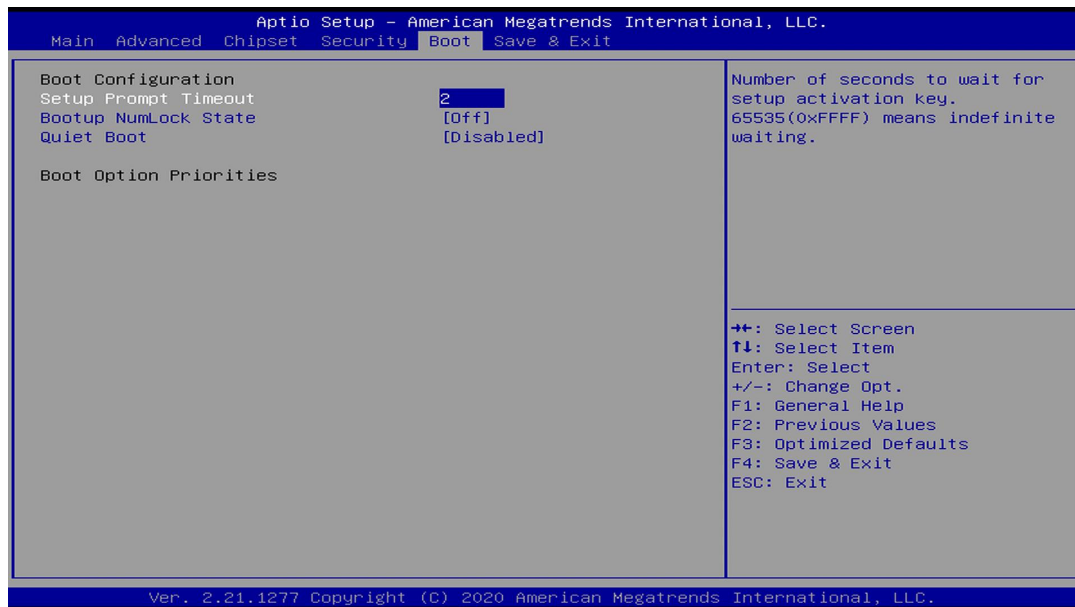 Aptio Setup – American Megatrends International, LLC.
Main Advanced Chipset Security Boot Save & Exit
Boot Configuration
Setup Prompt Timeout 2
Bootup NumLock State [Off]
Quiet Boot [Disabled]
Boot Option Priorities
Number of seconds to wait for
setup activation key.
65535(0xFFFF) means indefinite
waiting.
→←: Select Screen
↑↓: Select Item
Enter: Select
+/-: Change Opt.
F1: General Help
F2: Previous Values
F3: Optimized Defaults
F4: Save & Exit
ESC: Exit
Ver. 2.21.1277 Copyright (C) 2020 American Megatrends International, LLC.